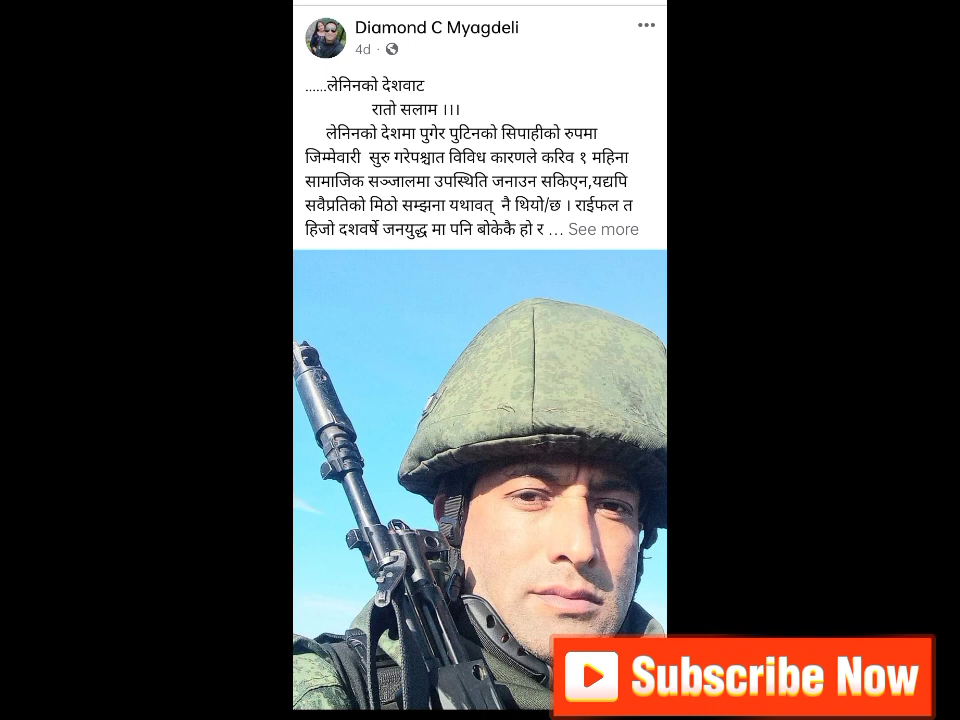 Diamond C Myagdeli
4d ·
......लेनिनको देशवाट
रातो सलाम ।।।
लेनिनको देशमा पुगेर पुटिनको सिपाहीको रुपमा
जिम्मेवारी सुरु गरेपश्चात विविध कारणले करिव १ महिना
सामाजिक सञ्जालमा उपस्थिति जनाउन सकिएन,यद्यपि
सवैप्रतिको मिठो सम्झना यथावत् नै थियो/छ । राईफल त
हिजो दशवर्षे जनयुद्ध मा पनि बोकेकै हो र ... See more
Subscribe Now